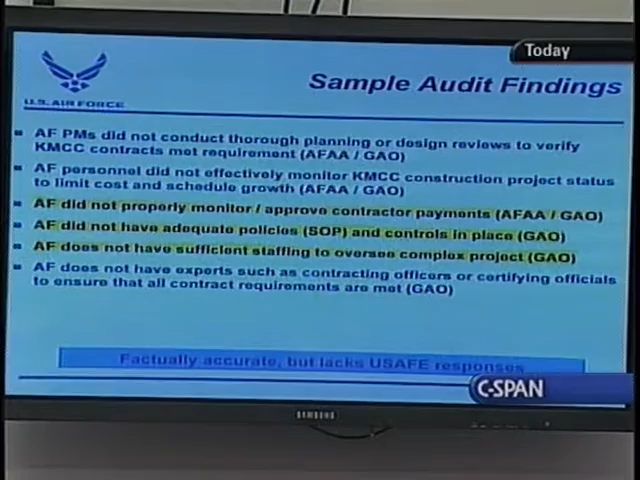 Today
Sample Audit Findings
U.S. AIR FORCE
AF PMs did not conduct thorough planning or design reviews to verify
KMCC contracts met requirement (AFAA / GAO)
AF personnel did not effectively monitor KMCC construction project status
to limit cost and schedule growth (AFAA / GAO)
AF did not properly monitor / approve contractor payments (AFAA / GAO)
AF did not have adequate policies (SOP) and controls in place (GAO)
AF does not have sufficient staffing to oversee complex project (GAO)
AF does not have experts such as contracting officers or certifying officials
to ensure that all contract requirements are met (GAO)
Factually accurate, but lacks USAFE responses
C-SPAN
SAMSUNG